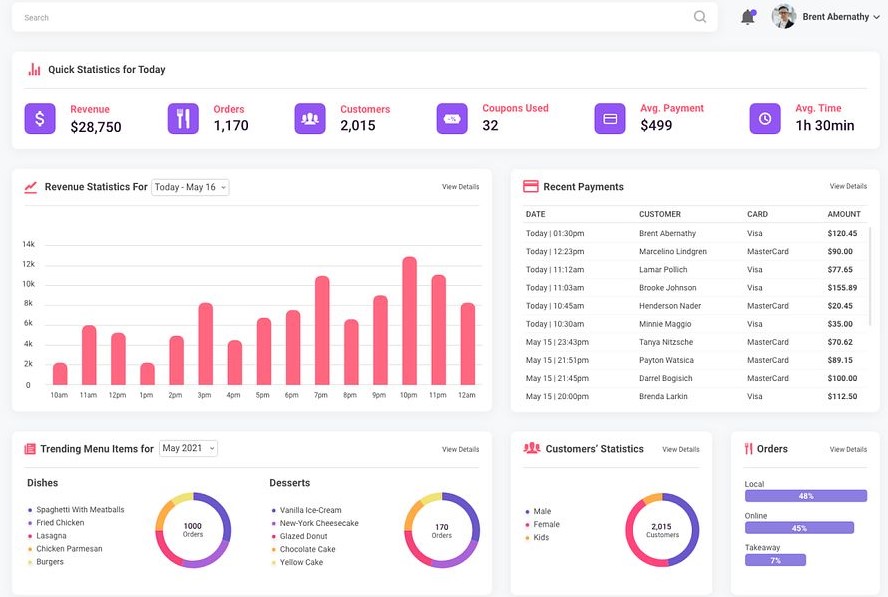 Search
Brent Abernathy
Quick Statistics for Today
Revenue
$28,750
Orders
1,170
Customers
2,015
-%
Coupons Used
32
Avg. Payment
$499
Avg. Time
1h 30min
Revenue Statistics For Today - May 16
View Details
14k
12k
10k
8k
6k
4k
2k
0
10am 11am 12pm 1pm 2pm 3pm 4pm 5pm 6pm 7pm 8pm 9pm 10pm 11pm 12am
Recent Payments
View Details
DATE CUSTOMER CARD AMOUNT
Today | 01:30pm Brent Abernathy Visa $120.45
Today | 12:23pm Marcelino Lindgren MasterCard $90.00
Today | 11:12am Lamar Pollich Visa $77.65
Today | 11:03am Brooke Johnson Visa $155.89
Today | 10:45am Henderson Nader MasterCard $20.45
Today | 10:30am Minnie Maggio Visa $35.00
May 15 | 23:43pm Tanya Nitzsche MasterCard $70.62
May 15 | 21:51pm Payton Watsica MasterCard $89.15
May 15 | 21:45pm Darrel Bogisich MasterCard $100.00
May 15 | 20:00pm Brenda Larkin Visa $112.50
Trending Menu Items for May 2021
View Details
Dishes
Spaghetti With Meatballs
Fried Chicken
Lasagna
Chicken Parmesan
Burgers
1000
Orders
Desserts
Vanilla Ice-Cream
New-York Cheesecake
Glazed Donut
Chocolate Cake
Yellow Cake
170
Orders
Customers' Statistics
View Details
Male
Female
Kids
2,015
Customers
Orders
View Details
Local
48%
Online
45%
Takeaway
7%